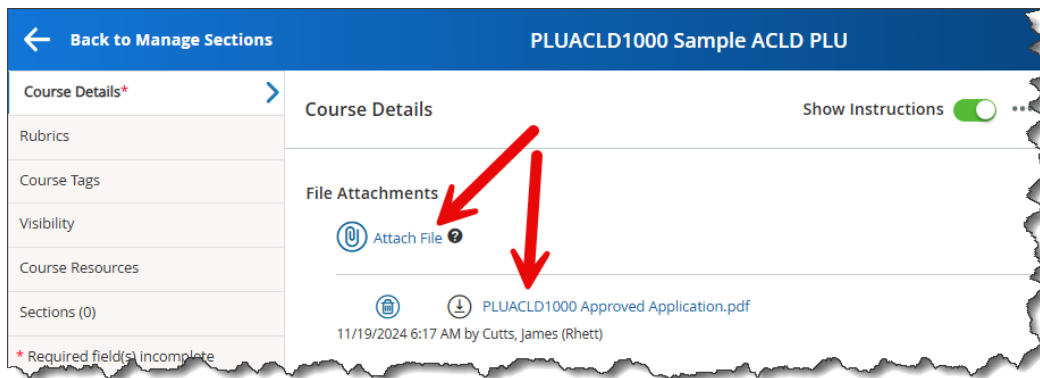 Back to Manage Sections
PLUACLD1000 Sample ACLD PLU
Course Details*
Rubrics
Course Tags
Visibility
Course Resources
Sections (0)
* Required field(s) incomplete
Course Details
Show Instructions
File Attachments
Attach File ?
PLUACLD1000 Approved Application.pdf
11/19/2024 6:17 AM by Cutts, James (Rhett)